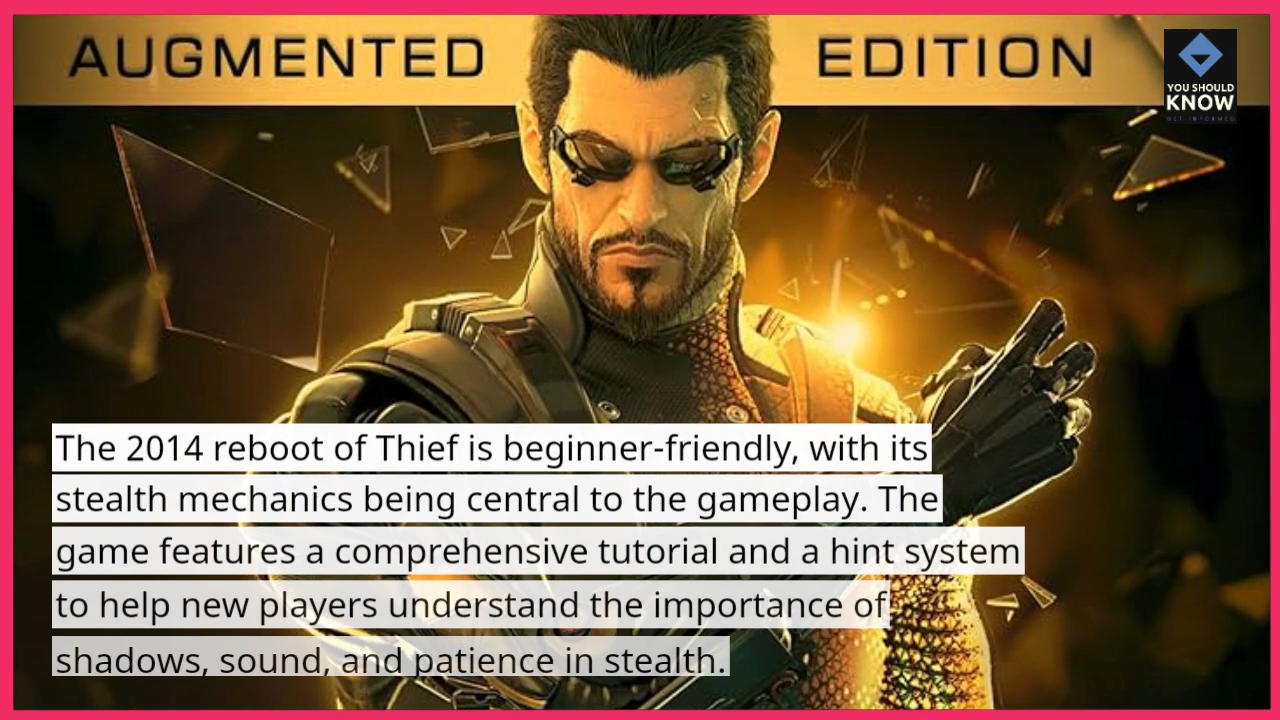 AUGMENTED EDITION
YOU SHOULD
KNOW
GET INFORMED
The 2014 reboot of Thief is beginner-friendly, with its
stealth mechanics being central to the gameplay. The
game features a comprehensive tutorial and a hint system
to help new players understand the importance of
shadows, sound, and patience in stealth.